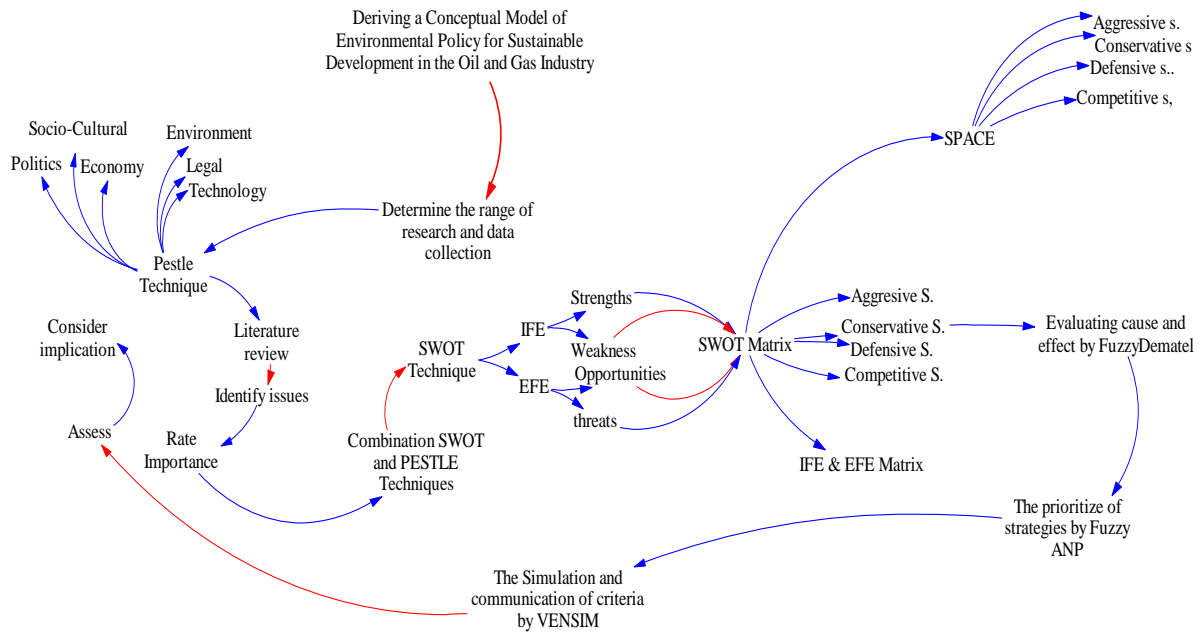 Deriving a Conceptual Model of
Environmental Policy for Sustainable
Development in the Oil and Gas Industry
Aggressive s.
Conservative s
Defensive s..
Competitive s,
SPACE
Socio-Cultural
Environment
Politics
Economy
Legal
Technology
Determine the range of
research and data
collection
Pestle
Technique
Consider
implication
Literature
review
Identify issues
Assess
Rate
Importance
Combination SWOT
and PESTLE
Techniques
SWOT
Technique
IFE
EFE
Strengths
Weakness
Opportunities
threats
SWOT Matrix
Aggresive S.
Conservative S.
Defensive S.
Competitive S.
IFE & EFE Matrix
Evaluating cause and
effect by FuzzyDematel
The prioritize of
strategies by Fuzzy
ANP
The Simulation and
communication of criteria
by VENSIM